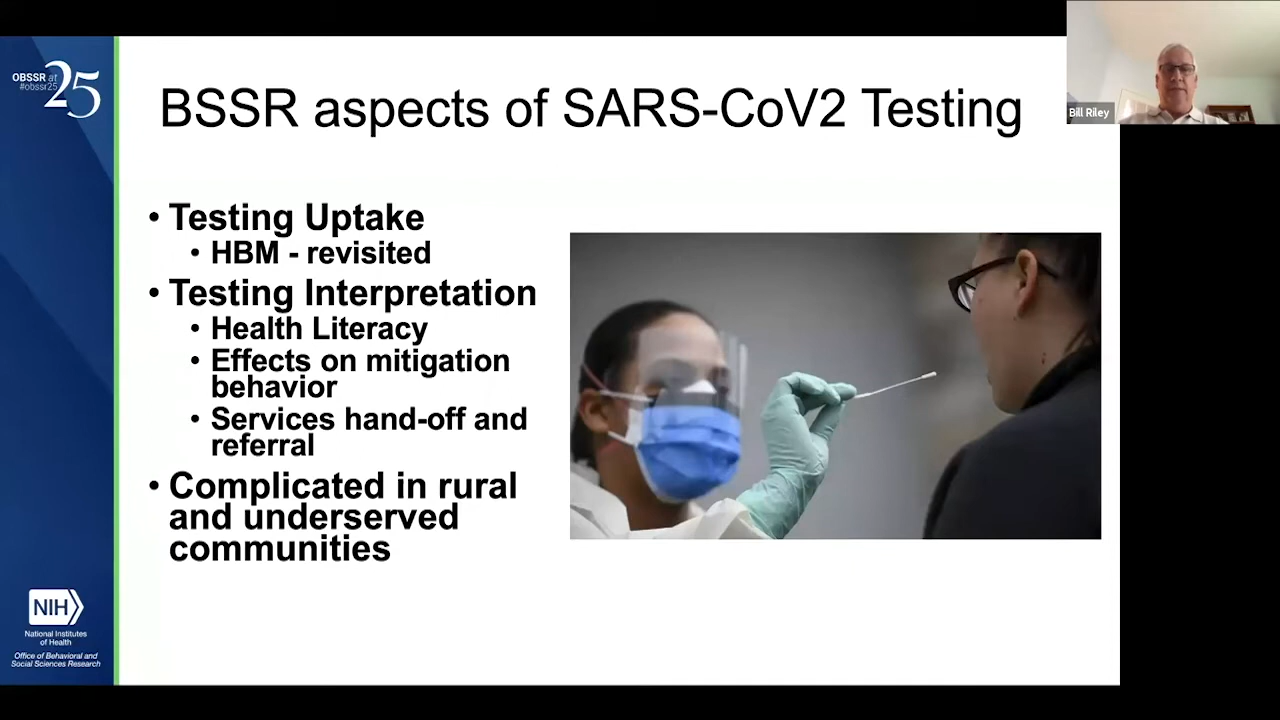 OBSSR at
#obssr25
25
BSSR aspects of SARS-CoV2 Testing
Bill Riley
• Testing Uptake
• HBM - revisited
• Testing Interpretation
• Health Literacy
• Effects on mitigation
behavior
• Services hand-off and
referral
• Complicated in rural
and underserved
communities
NIH
National Institutes
of Health
Office of Behavioral and
Social Sciences Research